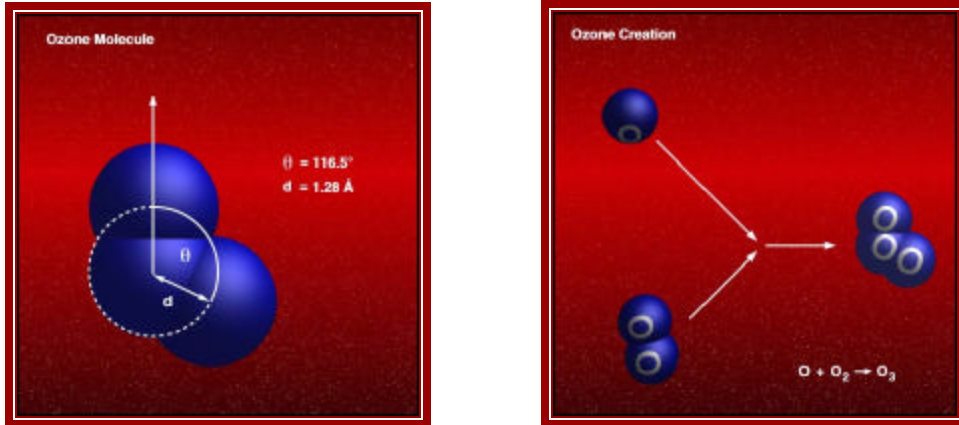 Ozone Molecule
θ = 116.5°
d = 1.28 Å
θ
d
Ozone Creation
O
O
O
O
O
O
O + O₂ → O₃